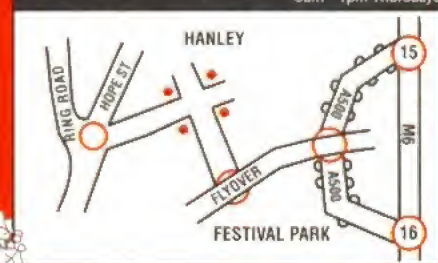 HANLEY
RING ROAD
HOPE ST
15
A500
M6
FLYOVER
A500
FESTIVAL PARK
16